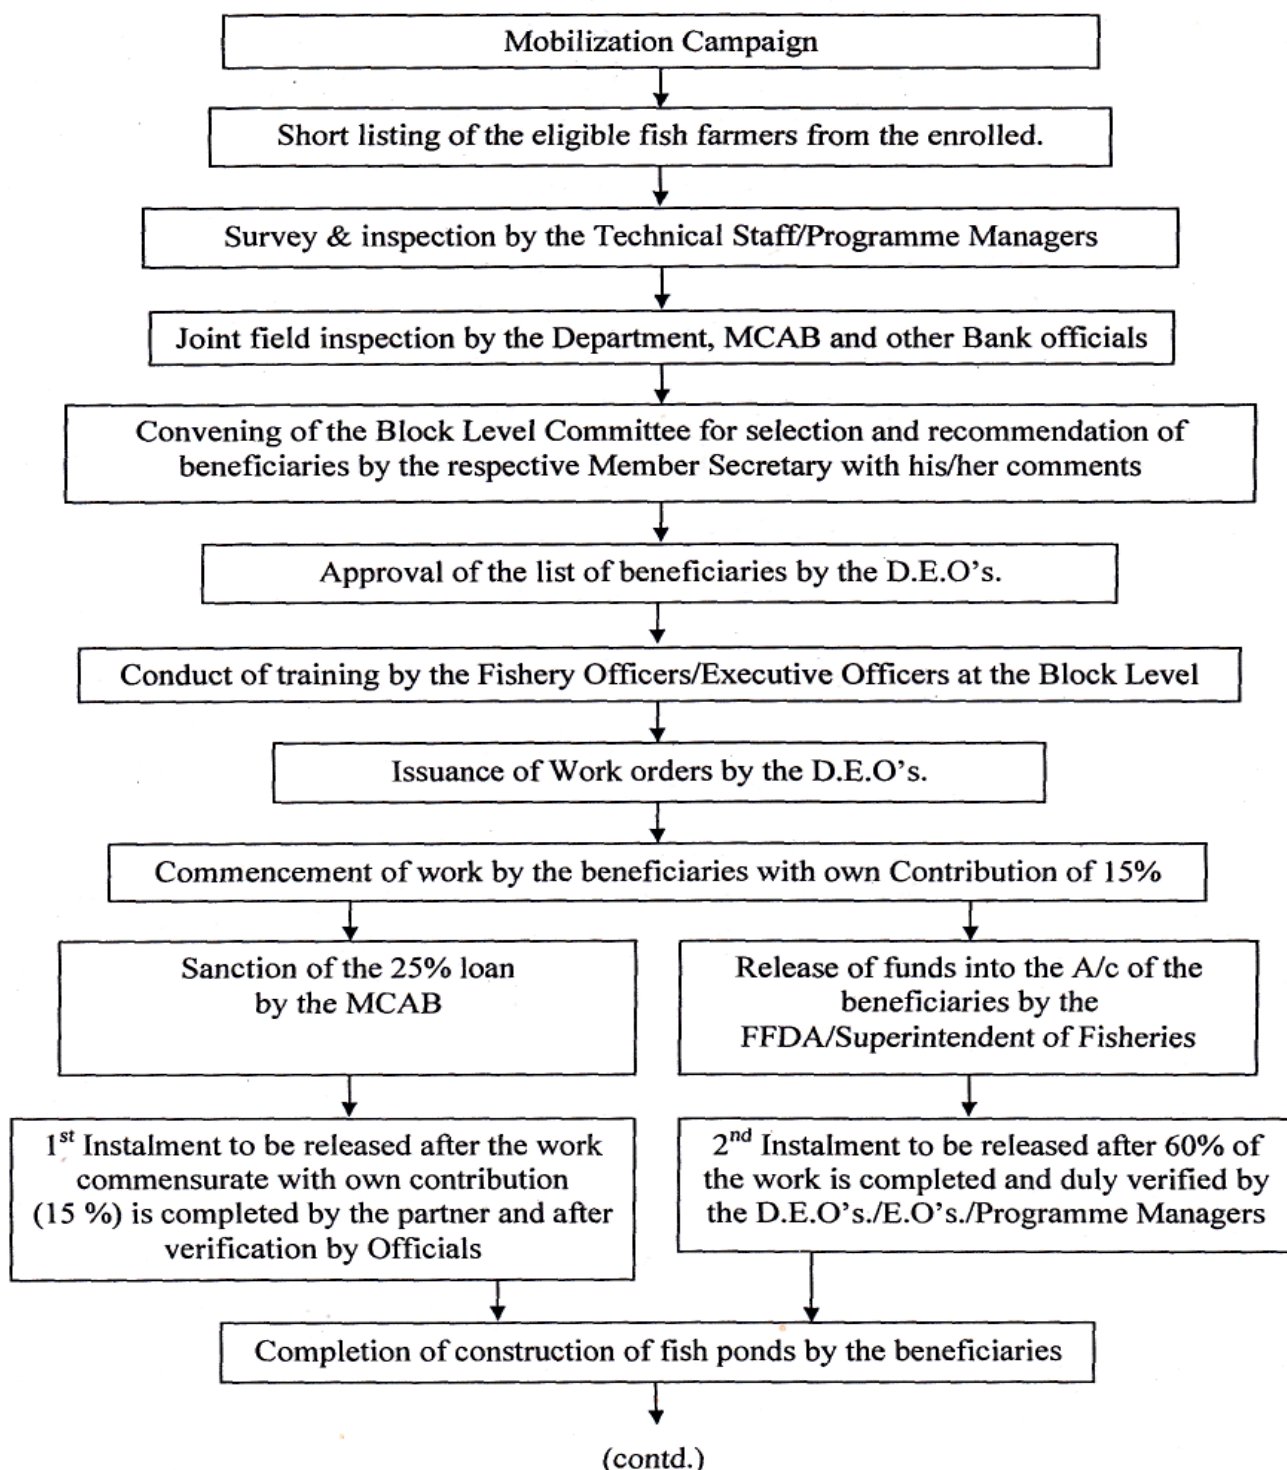 Mobilization Campaign
Short listing of the eligible fish farmers from the enrolled.
Survey & inspection by the Technical Staff/Programme Managers
Joint field inspection by the Department, MCAB and other Bank officials
Convening of the Block Level Committee for selection and recommendation of
beneficiaries by the respective Member Secretary with his/her comments
Approval of the list of beneficiaries by the D.E.O's.
Conduct of training by the Fishery Officers/Executive Officers at the Block Level
Issuance of Work orders by the D.E.O's.
Commencement of work by the beneficiaries with own Contribution of 15%
Sanction of the 25% loan
by the MCAB
Release of funds into the A/c of the
beneficiaries by the
FFDA/Superintendent of Fisheries
1st Instalment to be released after the work
commensurate with own contribution
(15 %) is completed by the partner and after
verification by Officials
2nd Instalment to be released after 60% of
the work is completed and duly verified by
the D.E.O's./E.O's./Programme Managers
Completion of construction of fish ponds by the beneficiaries
(contd.)